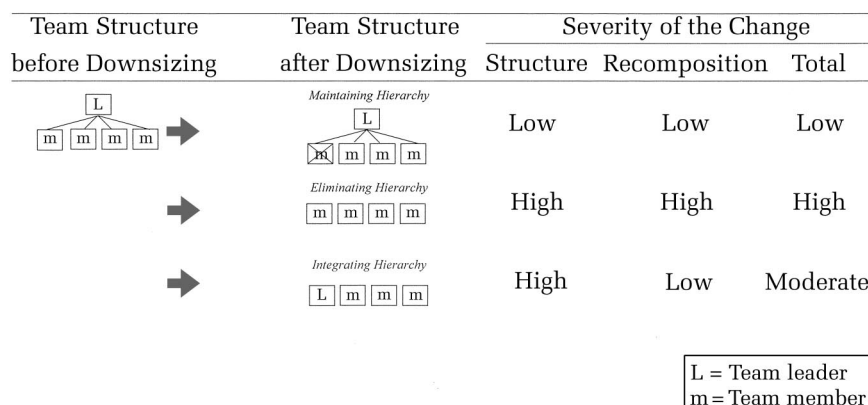 Team Structure Team Structure Severity of the Change
before Downsizing after Downsizing Structure Recomposition Total
Maintaining Hierarchy
L L
m m m m m m m m Low Low Low
Eliminating Hierarchy
m m m m High High High
Integrating Hierarchy
L m m m High Low Moderate
L = Team leader
m = Team member